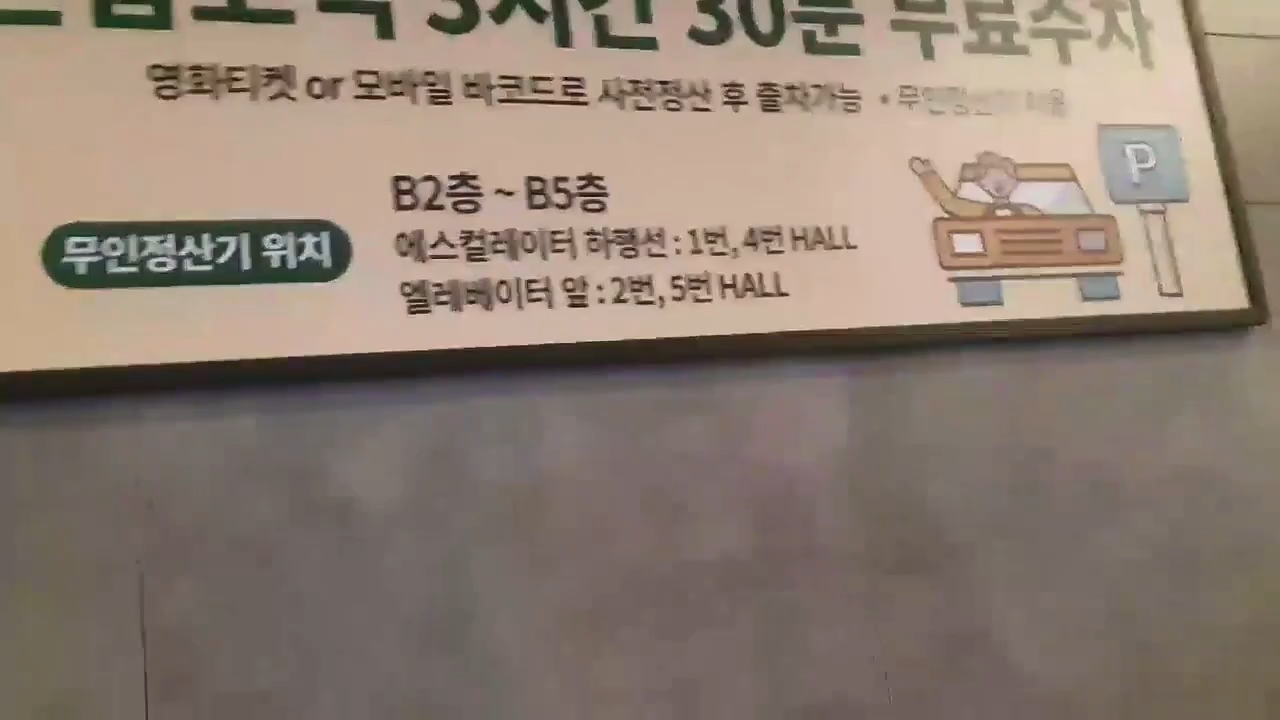 3시간 30분 무료주차
영화티켓 or 모바일 바코드로 사전정산 후 출차가능
P
B2층 ~ B5층
무인정산기 위치
에스컬레이터 하행선 : 1번, 4번 HALL
엘레베이터 앞 : 2번, 5번 HALL